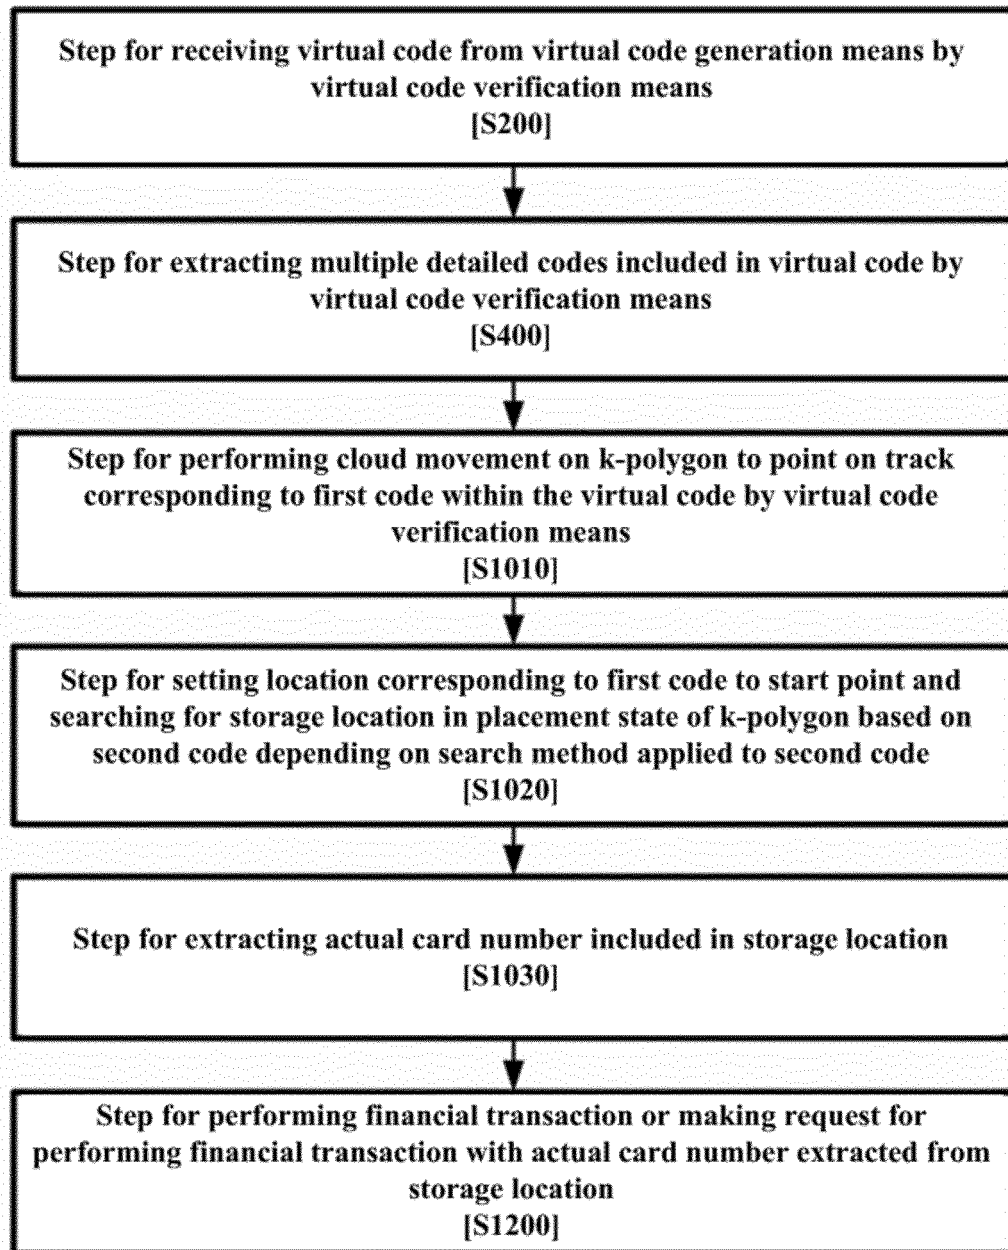 Step for receiving virtual code from virtual code generation means by
virtual code verification means
[S200]
Step for extracting multiple detailed codes included in virtual code by
virtual code verification means
[S400]
Step for performing cloud movement on k-polygon to point on track
corresponding to first code within the virtual code by virtual code
verification means
[S1010]
Step for setting location corresponding to first code to start point and
searching for storage location in placement state of k-polygon based on
second code depending on search method applied to second code
[S1020]
Step for extracting actual card number included in storage location
[S1030]
Step for performing financial transaction or making request for
performing financial transaction with actual card number extracted from
storage location
[S1200]